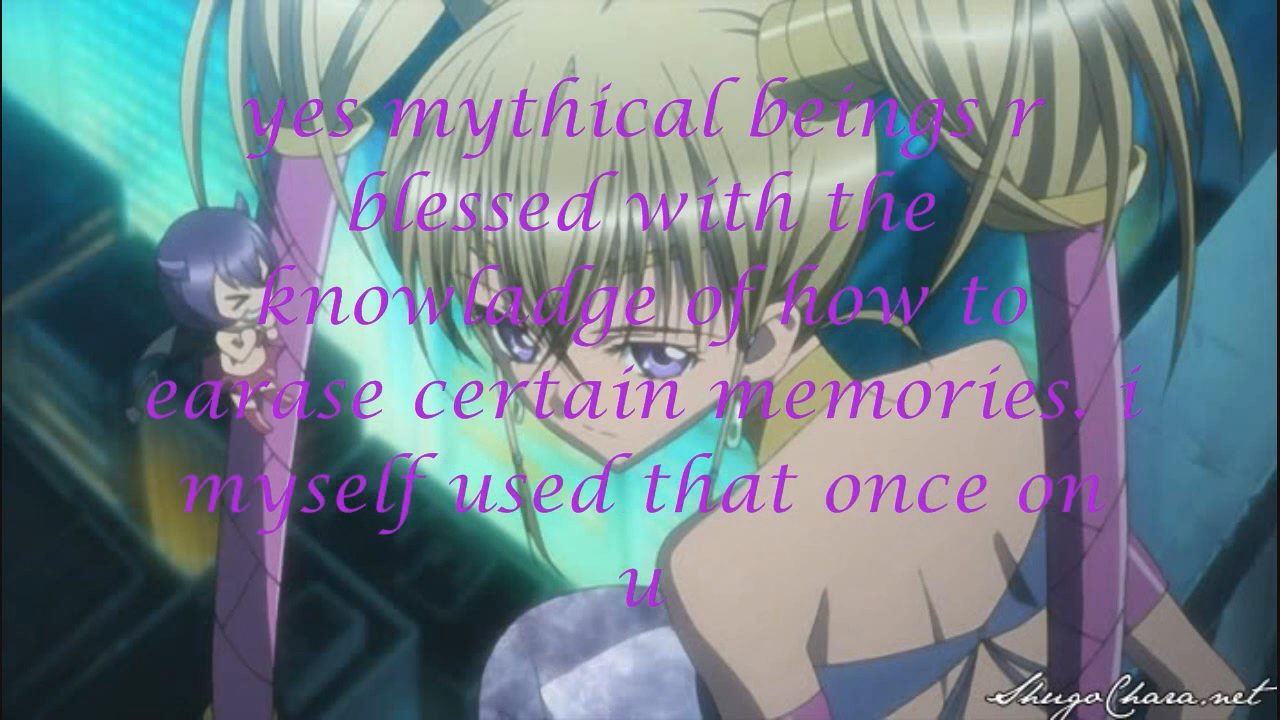 yes mythical beings r
blessed with the
knowladge of how to
earase certain memories. i
myself used that once on
u
ShugoChara.net